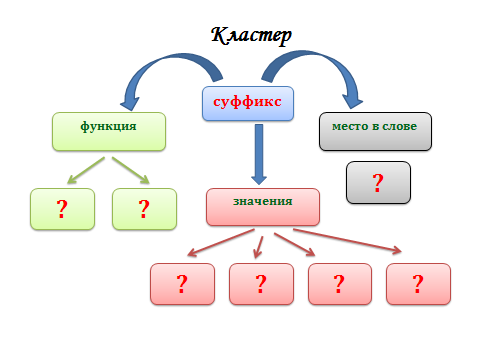 Кластер
суффикс
функция
место в слове
?
? ?
значения
? ? ? ?